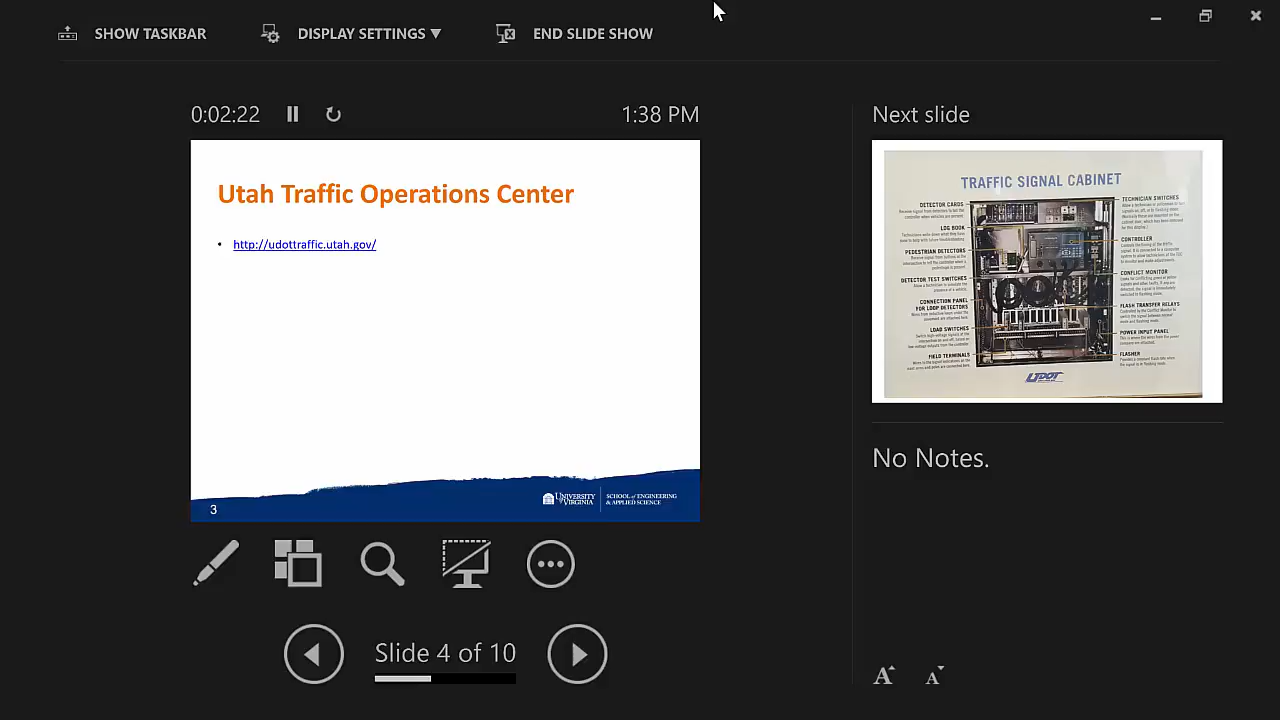 SHOW TASKBAR
DISPLAY SETTINGS ▼
END SLIDE SHOW
0:02:22
1:38 PM
Utah Traffic Operations Center
• http://udottraffic.utah.gov/
3
UNIVERSITY
of VIRGINIA
SCHOOL of ENGINEERING
& APPLIED SCIENCE
Slide 4 of 10
Next slide
TRAFFIC SIGNAL CABINET
DETECTOR CARDS
LOG BOOK
PEDESTRIAN DETECTORS
DETECTOR TEST SWITCHES
CONNECTION PANEL
FOR LOOP DETECTORS
LOAD SWITCHES
FIELD TERMINALS
TECHNICIAN SWITCHES
CONTROLLER
CONFLICT MONITOR
FLASH TRANSFER RELAYS
POWER INPUT PANEL
FLASHER
UDOT
No Notes.
A
A